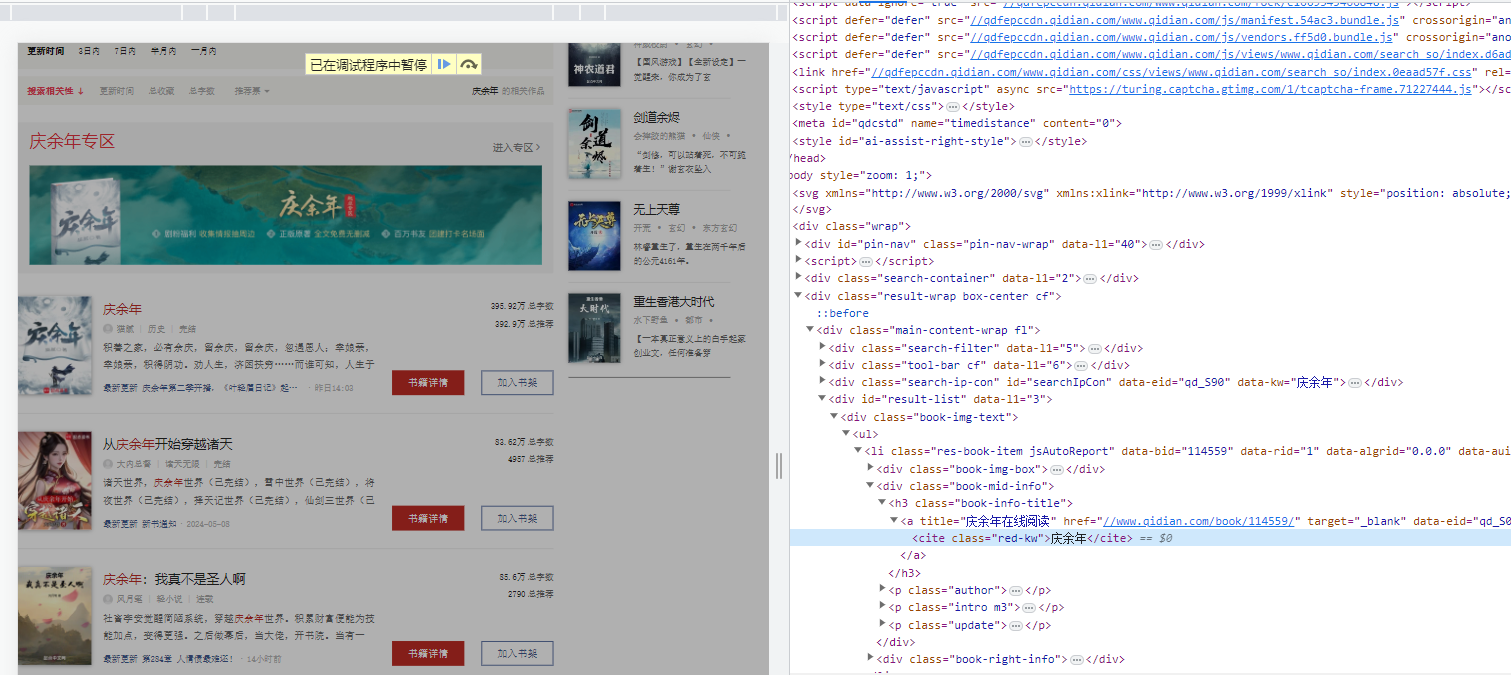 更新时间 3日内 7日内 半月内 一月内
已在调试程序中暂停
搜索相关性 ↓ 更新时间 总收藏 总字数 推荐票
庆余年 的相关作品
庆余年专区
进入专区 >
庆余年
剧粉福利 收集情报抽周边 正版原著 全文免费无删减 百万书友 团建打卡名场面
庆余年
395.92万 总字数
猫腻 | 历史 | 完结
392.9万 总推荐
积善之家，必有余庆，留余庆，留余庆，忽遇恩人；幸娘亲，
幸娘亲，积得阴功。劝人生，济困扶穷……而谁可知，人生于
最新更新 庆余年第二季开播，《叶轻眉日记》起… · 昨日14:03
书籍详情
加入书架
从庆余年开始穿越诸天
83.62万 总字数
大内总督 | 诸天无限 | 完结
4957 总推荐
诸天世界，庆余年世界（已完结），雪中世界（已完结），将
夜世界（已完结），择天记世界（已完结），仙剑三世界（已
最新更新 新书通知 · 2024-05-08
书籍详情
加入书架
庆余年：我真不是圣人啊
85.6万 总字数
风月笔 | 轻小说 | 连载
2790 总推荐
社畜李安觉醒简陋系统，穿越庆余年世界。积累财富便能为技
能加点，变得更强。之后做幕后，当大佬，开书院。当有一
最新更新 第284章 人情债最难还！ · 14小时前
书籍详情
加入书架
神农道君
【国风游戏】【全新设定】一
觉醒来，你成为了玄
剑道余烬
会摔跤的熊猫 • 仙侠 •
“剑修，可以站着死，不可跪
着生！”谢玄衣坠入
无上天尊
开荒 • 玄幻 • 东方玄幻
林睿重生了，重生在两千年后
的公元4161年。
重生香港大时代
水下野鱼 • 都市 •
【一本真正意义上的白手起家
创业文，任何准备穿
<script defer="defer" src="//qdfepccdn.qidian.com/www.qidian.com/js/manifest.54ac3.bundle.js" crossorigin="ano
<script defer="defer" src="//qdfepccdn.qidian.com/www.qidian.com/js/vendors.ff5d0.bundle.js" crossorigin="anon
<script defer="defer" src="//qdfepccdn.qidian.com/www.qidian.com/js/views/www.qidian.com/search_so/index.d6ad
<link href="//qdfepccdn.qidian.com/www.qidian.com/css/views/www.qidian.com/search_so/index.0eaad57f.css" rel=
<script type="text/javascript" async src="https://turing.captcha.gtimg.com/1/tcaptcha-frame.71227444.js"></sc
<style type="text/css">…</style>
<meta id="qdcstd" name="timedistance" content="0">
<style id="ai-assist-right-style">…</style>
/head>
body style="zoom: 1;">
<svg xmlns="http://www.w3.org/2000/svg" xmlns:xlink="http://www.w3.org/1999/xlink" style="position: absolute;
</svg>
<div class="wrap">
<div id="pin-nav" class="pin-nav-wrap" data-l1="40">…</div>
<script>…</script>
<div class="search-container" data-l1="2">…</div>
<div class="result-wrap box-center cf">
::before
<div class="main-content-wrap fl">
<div class="search-filter" data-l1="5">…</div>
<div class="tool-bar cf" data-l1="6">…</div>
<div class="search-ip-con" id="searchIpCon" data-eid="qd_S90" data-kw="庆余年">…</div>
<div id="result-list" data-l1="3">
<div class="book-img-text">
<ul>
<li class="res-book-item jsAutoReport" data-bid="114559" data-rid="1" data-algrid="0.0.0" data-aui
<div class="book-img-box">…</div>
<div class="book-mid-info">
<h3 class="book-info-title">
<a title="庆余年在线阅读" href="//www.qidian.com/book/114559/" target="_blank" data-eid="qd_S0
<cite class="red-kw">庆余年</cite> == $0
</a>
</h3>
<p class="author">…</p>
<p class="intro m3">…</p>
<p class="update">…</p>
</div>
<div class="book-right-info">…</div>